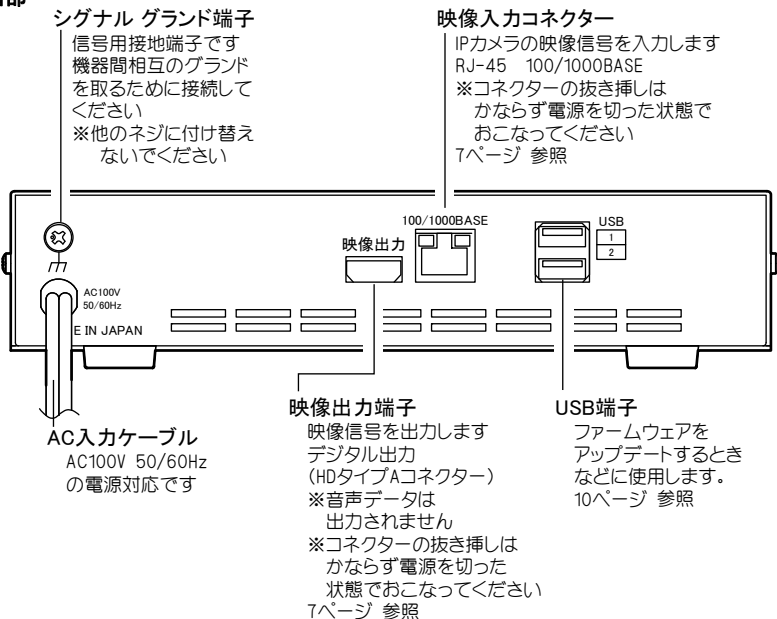 部
シグナル グランド端子
信号用接地端子です
機器間相互のグランド
を取るために接続して
ください
※他のネジに付け替え
ないでください
映像入力コネクター
IPカメラの映像信号を入力します
RJ-45 100/1000BASE
※コネクターの抜き挿しは
かならず電源を切った状態で
おこなってください
7ページ 参照
100/1000BASE
映像出力
USB
1
2
AC100V
50/60Hz
E IN JAPAN
AC入力ケーブル
AC100V 50/60Hz
の電源対応です
映像出力端子
映像信号を出力します
デジタル出力
(HDタイプAコネクター)
※音声データは
出力されません
※コネクターの抜き挿しは
かならず電源を切った
状態でおこなってください
7ページ 参照
USB端子
ファームウェアを
アップデートするとき
などに使用します。
10ページ 参照